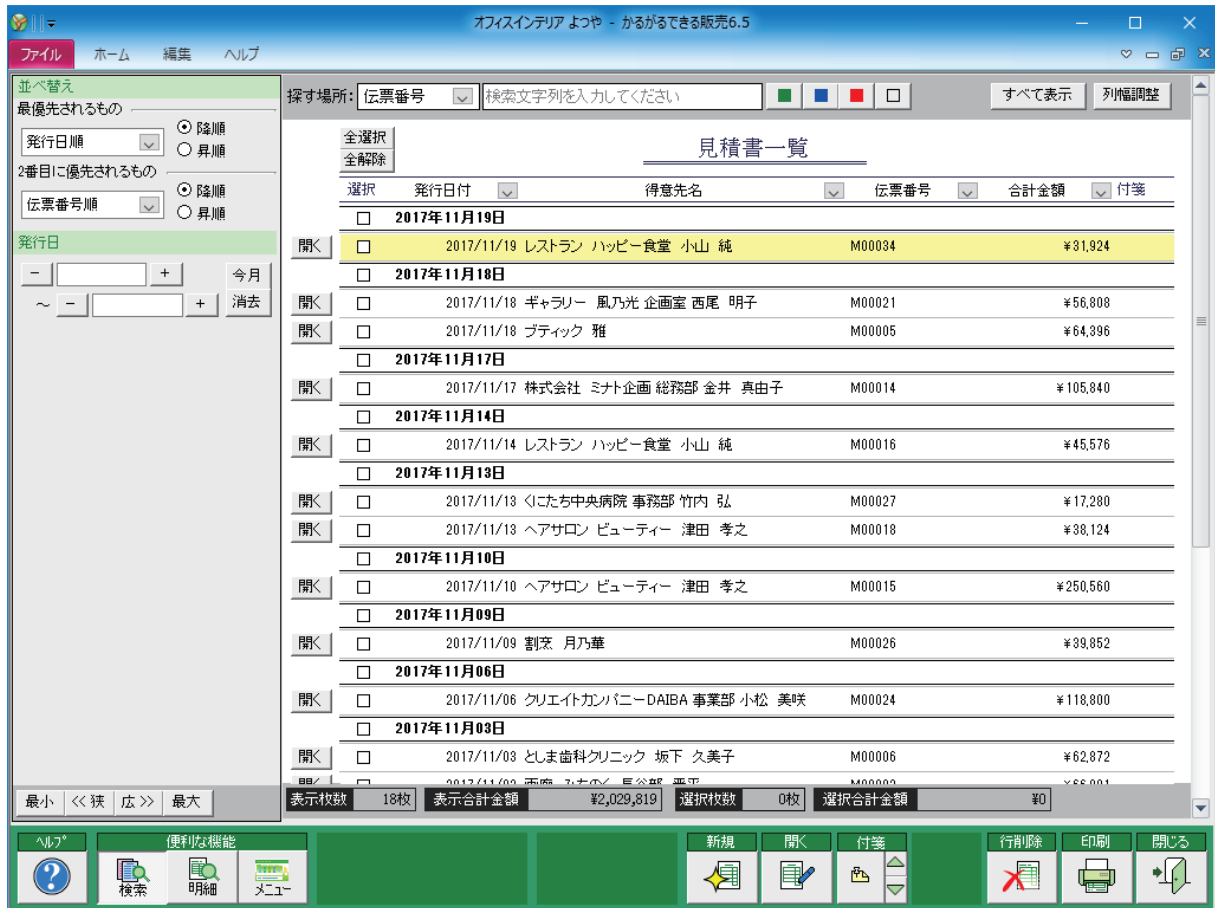 オフィスインテリア よつや - かるがるできる販売6.5
ファイル ホーム 編集 ヘルプ
並べ替え
最優先されるもの
発行日順
降順
昇順
2番目に優先されるもの
伝票番号順
降順
昇順
発行日
－ ＋ 今月
～ － ＋ 消去
最小 <<狭 広>> 最大
探す場所: 伝票番号 検索文字列を入力してください すべて表示 列幅調整
全選択
全解除
見積書一覧
選択 発行日付 得意先名 伝票番号 合計金額 付箋
2017年11月19日
開く 2017/11/19 レストラン ハッピー食堂 小山 純 M00034 ¥31,924
2017年11月18日
開く 2017/11/18 ギャラリー 風乃光 企画室 西尾 明子 M00021 ¥56,808
開く 2017/11/18 ブティック 雅 M00005 ¥64,396
2017年11月17日
開く 2017/11/17 株式会社 ミナト企画 総務部 金井 真由子 M00014 ¥105,840
2017年11月14日
開く 2017/11/14 レストラン ハッピー食堂 小山 純 M00016 ¥45,576
2017年11月13日
開く 2017/11/13 くにたち中央病院 事務部 竹内 弘 M00027 ¥17,280
開く 2017/11/13 ヘアサロン ビューティー 津田 孝之 M00018 ¥38,124
2017年11月10日
開く 2017/11/10 ヘアサロン ビューティー 津田 孝之 M00015 ¥250,560
2017年11月09日
開く 2017/11/09 割烹 月乃華 M00026 ¥39,852
2017年11月06日
開く 2017/11/06 クリエイトカンパニーDAIBA 事業部 小松 美咲 M00024 ¥118,800
2017年11月03日
開く 2017/11/03 としま歯科クリニック 坂下 久美子 M00006 ¥62,872
表示枚数 18枚 表示合計金額 ¥2,029,819 選択枚数 0枚 選択合計金額 ¥0
ヘルプ 便利な機能 新規 開く 付箋 行削除 印刷 閉じる
検索 明細 メニュー